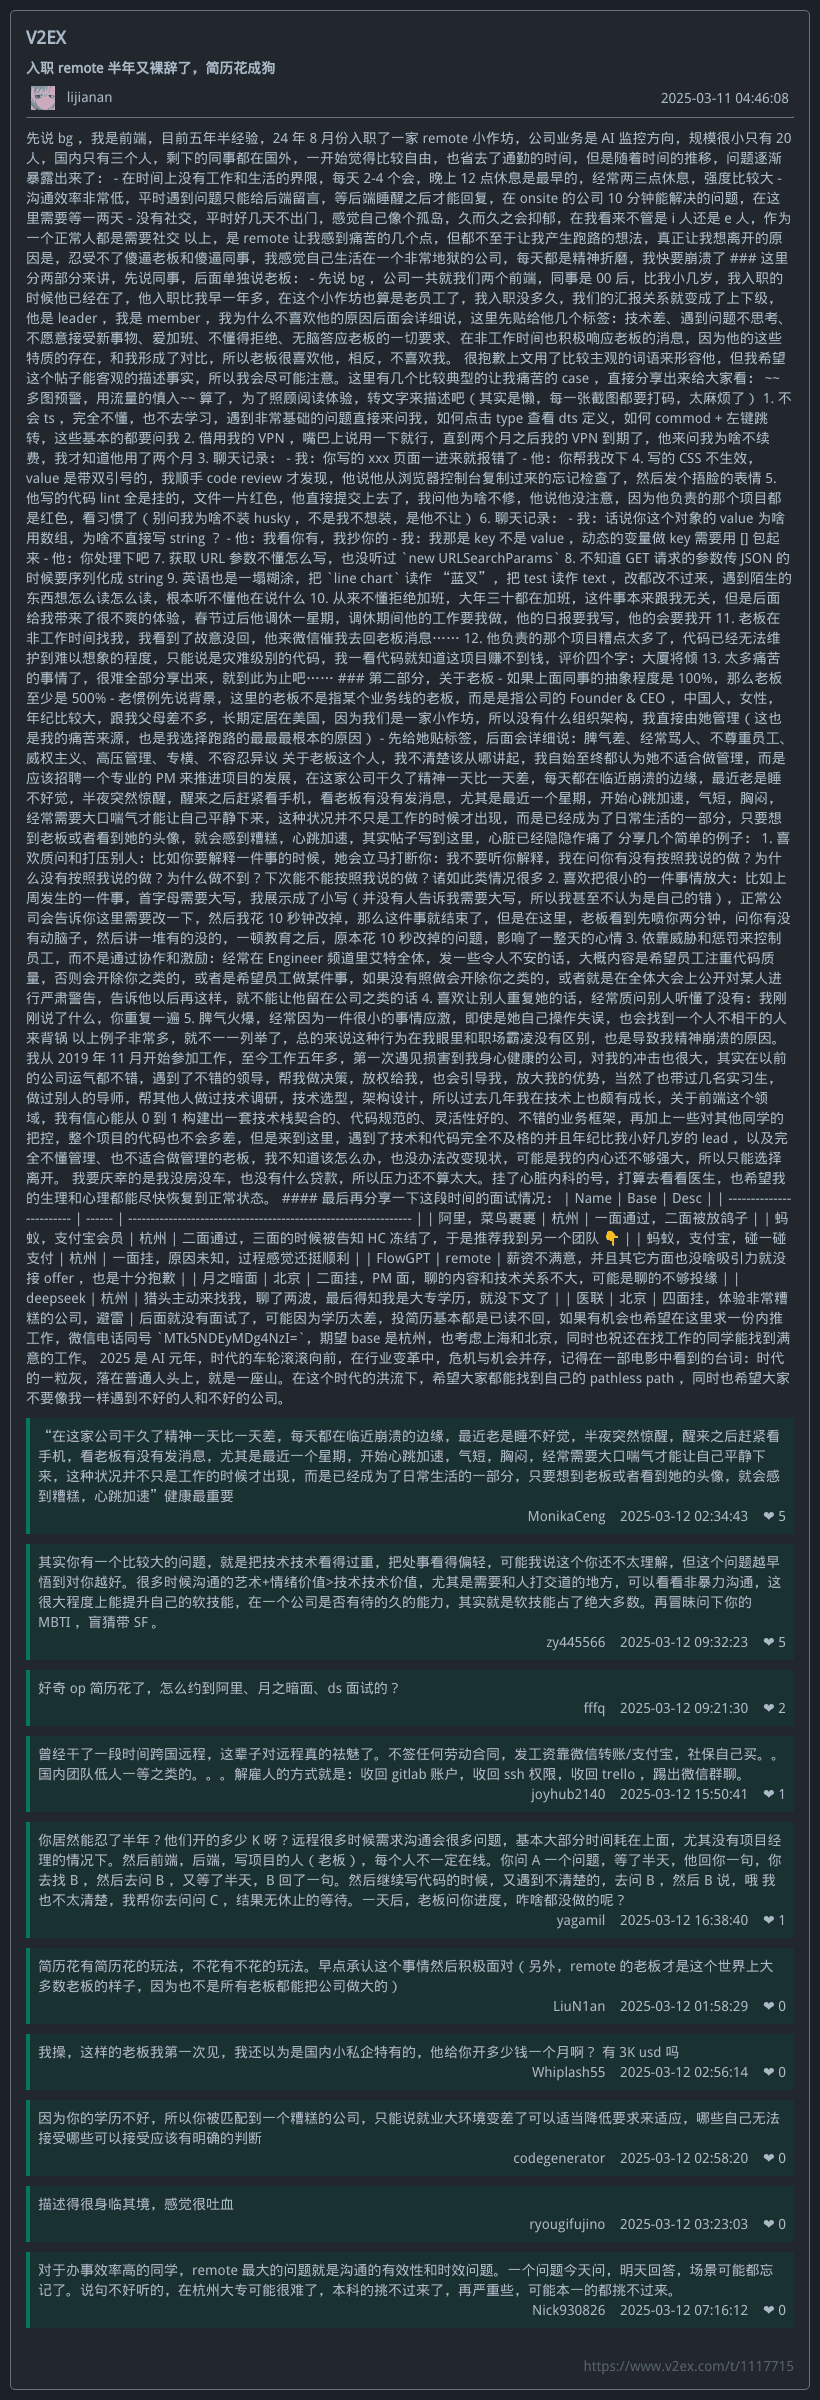 V2EX
入职 remote 半年又裸辞了，简历花成狗
lijianan
2025-03-11 04:46:08
先说 bg ，我是前端，目前五年半经验，24 年 8 月份入职了一家 remote 小作坊，公司业务是 AI 监控方向，规模很小只有 20
人，国内只有三个人，剩下的同事都在国外，一开始觉得比较自由，也省去了通勤的时间，但是随着时间的推移，问题逐渐
暴露出来了： - 在时间上没有工作和生活的界限，每天 2-4 个会，晚上 12 点休息是最早的，经常两三点休息，强度比较大 -
沟通效率非常低，平时遇到问题只能给后端留言，等后端睡醒之后才能回复，在 onsite 的公司 10 分钟能解决的问题，在这
里需要等一两天 - 没有社交，平时好几天不出门，感觉自己像个孤岛，久而久之会抑郁，在我看来不管是 i 人还是 e 人，作为
一个正常人都是需要社交 以上，是 remote 让我感到痛苦的几个点，但都不至于让我产生跑路的想法，真正让我想离开的原
因是，忍受不了傻逼老板和傻逼同事，我感觉自己生活在一个非常地狱的公司，每天都是精神折磨，我快要崩溃了 ### 这里
分两部分来讲，先说同事，后面单独说老板： - 先说 bg ，公司一共就我们两个前端，同事是 00 后，比我小几岁，我入职的
时候他已经在了，他入职比我早一年多，在这个小作坊也算是老员工了，我入职没多久，我们的汇报关系就变成了上下级，
他是 leader ，我是 member ，我为什么不喜欢他的原因后面会详细说，这里先贴给他几个标签：技术差、遇到问题不思考、
不愿意接受新事物、爱加班、不懂得拒绝、无脑答应老板的一切要求、在非工作时间也积极响应老板的消息，因为他的这些
特质的存在，和我形成了对比，所以老板很喜欢他，相反，不喜欢我。 很抱歉上文用了比较主观的词语来形容他，但我希望
这个帖子能客观的描述事实，所以我会尽可能注意。这里有几个比较典型的让我痛苦的 case ，直接分享出来给大家看： ~~
多图预警，用流量的慎入~~ 算了，为了照顾阅读体验，转文字来描述吧（其实是懒，每一张截图都要打码，太麻烦了） 1. 不
会 ts ，完全不懂，也不去学习，遇到非常基础的问题直接来问我，如何点击 type 查看 dts 定义，如何 commod + 左键跳
转，这些基本的都要问我 2. 借用我的 VPN ，嘴巴上说用一下就行，直到两个月之后我的 VPN 到期了，他来问我为啥不续
费，我才知道他用了两个月 3. 聊天记录： - 我：你写的 xxx 页面一进来就报错了 - 他：你帮我改下 4. 写的 CSS 不生效，
value 是带双引号的，我顺手 code review 才发现，他说他从浏览器控制台复制过来的忘记检查了，然后发个捂脸的表情 5.
他写的代码 lint 全是挂的，文件一片红色，他直接提交上去了，我问他为啥不修，他说他没注意，因为他负责的那个项目都
是红色，看习惯了（别问我为啥不装 husky ，不是我不想装，是他不让） 6. 聊天记录： - 我：话说你这个对象的 value 为啥
用数组，为啥不直接写 string ？ - 他：我看你有，我抄你的 - 我：我那是 key 不是 value ，动态的变量做 key 需要用 [] 包起
来 - 他：你处理下吧 7. 获取 URL 参数不懂怎么写，也没听过 `new URLSearchParams` 8. 不知道 GET 请求的参数传 JSON 的
时候要序列化成 string 9. 英语也是一塌糊涂，把 `line chart` 读作 “蓝叉”，把 test 读作 text ，改都改不过来，遇到陌生的
东西想怎么读怎么读，根本听不懂他在说什么 10. 从来不懂拒绝加班，大年三十都在加班，这件事本来跟我无关，但是后面
给我带来了很不爽的体验，春节过后他调休一星期，调休期间他的工作要我做，他的日报要我写，他的会要我开 11. 老板在
非工作时间找我，我看到了故意没回，他来微信催我去回老板消息…… 12. 他负责的那个项目糟点太多了，代码已经无法维
护到难以想象的程度，只能说是灾难级别的代码，我一看代码就知道这项目赚不到钱，评价四个字：大厦将倾 13. 太多痛苦
的事情了，很难全部分享出来，就到此为止吧…… ### 第二部分，关于老板 - 如果上面同事的抽象程度是 100%，那么老板
至少是 500% - 老惯例先说背景，这里的老板不是指某个业务线的老板，而是是指公司的 Founder & CEO ，中国人，女性，
年纪比较大，跟我父母差不多，长期定居在美国，因为我们是一家小作坊，所以没有什么组织架构，我直接由她管理（这也
是我的痛苦来源，也是我选择跑路的最最最根本的原因） - 先给她贴标签，后面会详细说：脾气差、经常骂人、不尊重员工、
威权主义、高压管理、专横、不容忍异议 关于老板这个人，我不清楚该从哪讲起，我自始至终都认为她不适合做管理，而是
应该招聘一个专业的 PM 来推进项目的发展，在这家公司干久了精神一天比一天差，每天都在临近崩溃的边缘，最近老是睡
不好觉，半夜突然惊醒，醒来之后赶紧看手机，看老板有没有发消息，尤其是最近一个星期，开始心跳加速，气短，胸闷，
经常需要大口喘气才能让自己平静下来，这种状况并不只是工作的时候才出现，而是已经成为了日常生活的一部分，只要想
到老板或者看到她的头像，就会感到糟糕，心跳加速，其实帖子写到这里，心脏已经隐隐作痛了 分享几个简单的例子： 1. 喜
欢质问和打压别人：比如你要解释一件事的时候，她会立马打断你：我不要听你解释，我在问你有没有按照我说的做？为什
么没有按照我说的做？为什么做不到？下次能不能按照我说的做？诸如此类情况很多 2. 喜欢把很小的一件事情放大：比如上
周发生的一件事，首字母需要大写，我展示成了小写（并没有人告诉我需要大写，所以我甚至不认为是自己的错），正常公
司会告诉你这里需要改一下，然后我花 10 秒钟改掉，那么这件事就结束了，但是在这里，老板看到先喷你两分钟，问你有没
有动脑子，然后讲一堆有的没的，一顿教育之后，原本花 10 秒改掉的问题，影响了一整天的心情 3. 依靠威胁和惩罚来控制
员工，而不是通过协作和激励：经常在 Engineer 频道里艾特全体，发一些令人不安的话，大概内容是希望员工注重代码质
量，否则会开除你之类的，或者是希望员工做某件事，如果没有照做会开除你之类的，或者就是在全体大会上公开对某人进
行严肃警告，告诉他以后再这样，就不能让他留在公司之类的话 4. 喜欢让别人重复她的话，经常质问别人听懂了没有：我刚
刚说了什么，你重复一遍 5. 脾气火爆，经常因为一件很小的事情应激，即使是她自己操作失误，也会找到一个人不相干的人
来背锅 以上例子非常多，就不一一列举了，总的来说这种行为在我眼里和职场霸凌没有区别，也是导致我精神崩溃的原因。
我从 2019 年 11 月开始参加工作，至今工作五年多，第一次遇见损害到我身心健康的公司，对我的冲击也很大，其实在以前
的公司运气都不错，遇到了不错的领导，帮我做决策，放权给我，也会引导我，放大我的优势，当然了也带过几名实习生，
做过别人的导师，帮其他人做过技术调研，技术选型，架构设计，所以过去几年我在技术上也颇有成长，关于前端这个领
域，我有信心能从 0 到 1 构建出一套技术栈契合的、代码规范的、灵活性好的、不错的业务框架，再加上一些对其他同学的
把控，整个项目的代码也不会多差，但是来到这里，遇到了技术和代码完全不及格的并且年纪比我小好几岁的 lead ，以及完
全不懂管理、也不适合做管理的老板，我不知道该怎么办，也没办法改变现状，可能是我的内心还不够强大，所以只能选择
离开。 我要庆幸的是我没房没车，也没有什么贷款，所以压力还不算太大。挂了心脏内科的号，打算去看看医生，也希望我
的生理和心理都能尽快恢复到正常状态。 #### 最后再分享一下这段时间的面试情况： | Name | Base | Desc | | --------------
---------- | ------ | --------------------------------------------------------------- | | 阿里，菜鸟裹裹 | 杭州 | 一面通过，二面被放鸽子 | | 蚂
蚁，支付宝会员 | 杭州 | 二面通过，三面的时候被告知 HC 冻结了，于是推荐我到另一个团队 👇 | | 蚂蚁，支付宝，碰一碰
支付 | 杭州 | 一面挂，原因未知，过程感觉还挺顺利 | | FlowGPT | remote | 薪资不满意，并且其它方面也没啥吸引力就没
接 offer ，也是十分抱歉 | | 月之暗面 | 北京 | 二面挂，PM 面，聊的内容和技术关系不大，可能是聊的不够投缘 | |
deepseek | 杭州 | 猎头主动来找我，聊了两波，最后得知我是大专学历，就没下文了 | | 医联 | 北京 | 四面挂，体验非常糟
糕的公司，避雷 | 后面就没有面试了，可能因为学历太差，投简历基本都是已读不回，如果有机会也希望在这里求一份内推
工作，微信电话同号 `MTk5NDEyMDg4NzI=`，期望 base 是杭州，也考虑上海和北京，同时也祝还在找工作的同学能找到满
意的工作。 2025 是 AI 元年，时代的车轮滚滚向前，在行业变革中，危机与机会并存，记得在一部电影中看到的台词：时代
的一粒灰，落在普通人头上，就是一座山。在这个时代的洪流下，希望大家都能找到自己的 pathless path ，同时也希望大家
不要像我一样遇到不好的人和不好的公司。
“在这家公司干久了精神一天比一天差，每天都在临近崩溃的边缘，最近老是睡不好觉，半夜突然惊醒，醒来之后赶紧看
手机，看老板有没有发消息，尤其是最近一个星期，开始心跳加速，气短，胸闷，经常需要大口喘气才能让自己平静下
来，这种状况并不只是工作的时候才出现，而是已经成为了日常生活的一部分，只要想到老板或者看到她的头像，就会感
到糟糕，心跳加速”健康最重要
MonikaCeng 2025-03-12 02:34:43 ❤ 5
其实你有一个比较大的问题，就是把技术技术看得过重，把处事看得偏轻，可能我说这个你还不太理解，但这个问题越早
悟到对你越好。很多时候沟通的艺术+情绪价值>技术技术价值，尤其是需要和人打交道的地方，可以看看非暴力沟通，这
很大程度上能提升自己的软技能，在一个公司是否有待的久的能力，其实就是软技能占了绝大多数。再冒昧问下你的
MBTI ，盲猜带 SF 。
zy445566 2025-03-12 09:32:23 ❤ 5
好奇 op 简历花了，怎么约到阿里、月之暗面、ds 面试的？
fffq 2025-03-12 09:21:30 ❤ 2
曾经干了一段时间跨国远程，这辈子对远程真的祛魅了。不签任何劳动合同，发工资靠微信转账/支付宝，社保自己买。。
国内团队低人一等之类的。。。解雇人的方式就是：收回 gitlab 账户，收回 ssh 权限，收回 trello ，踢出微信群聊。
joyhub2140 2025-03-12 15:50:41 ❤ 1
你居然能忍了半年？他们开的多少 K 呀？远程很多时候需求沟通会很多问题，基本大部分时间耗在上面，尤其没有项目经
理的情况下。然后前端，后端，写项目的人（老板），每个人不一定在线。你问 A 一个问题，等了半天，他回你一句，你
去找 B ，然后去问 B ，又等了半天，B 回了一句。然后继续写代码的时候，又遇到不清楚的，去问 B ，然后 B 说，哦 我
也不太清楚，我帮你去问问 C ，结果无休止的等待。一天后，老板问你进度，咋啥都没做的呢？
yagamil 2025-03-12 16:38:40 ❤ 1
简历花有简历花的玩法，不花有不花的玩法。早点承认这个事情然后积极面对（另外，remote 的老板才是这个世界上大
多数老板的样子，因为也不是所有老板都能把公司做大的）
LiuN1an 2025-03-12 01:58:29 ❤ 0
我操，这样的老板我第一次见，我还以为是国内小私企特有的，他给你开多少钱一个月啊？ 有 3K usd 吗
Whiplash55 2025-03-12 02:56:14 ❤ 0
因为你的学历不好，所以你被匹配到一个糟糕的公司，只能说就业大环境变差了可以适当降低要求来适应，哪些自己无法
接受哪些可以接受应该有明确的判断
codegenerator 2025-03-12 02:58:20 ❤ 0
描述得很身临其境，感觉很吐血
ryougifujino 2025-03-12 03:23:03 ❤ 0
对于办事效率高的同学，remote 最大的问题就是沟通的有效性和时效问题。一个问题今天问，明天回答，场景可能都忘
记了。说句不好听的，在杭州大专可能很难了，本科的挑不过来了，再严重些，可能本一的都挑不过来。
Nick930826 2025-03-12 07:16:12 ❤ 0
https://www.v2ex.com/t/1117715